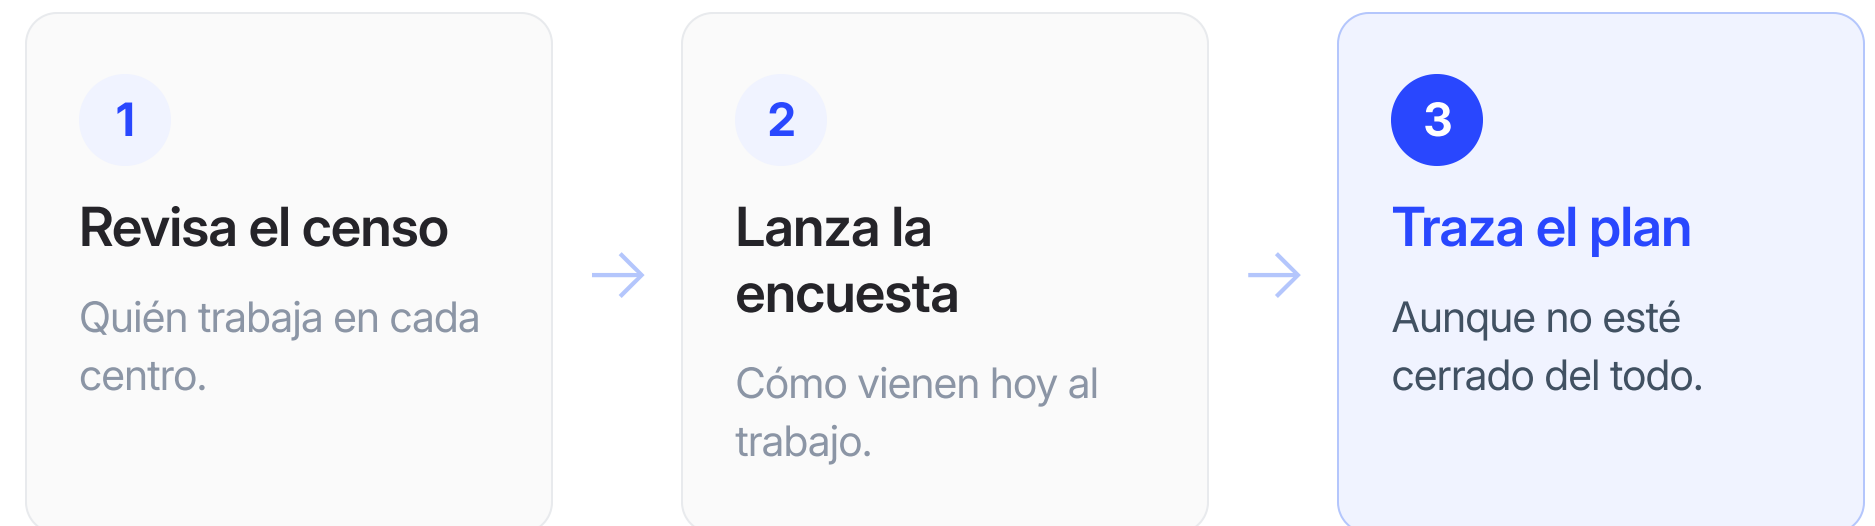 1
Revisa el censo
Quién trabaja en cada
centro.
2
Lanza la
encuesta
Cómo vienen hoy al
trabajo.
3
Traza el plan
Aunque no esté
cerrado del todo.